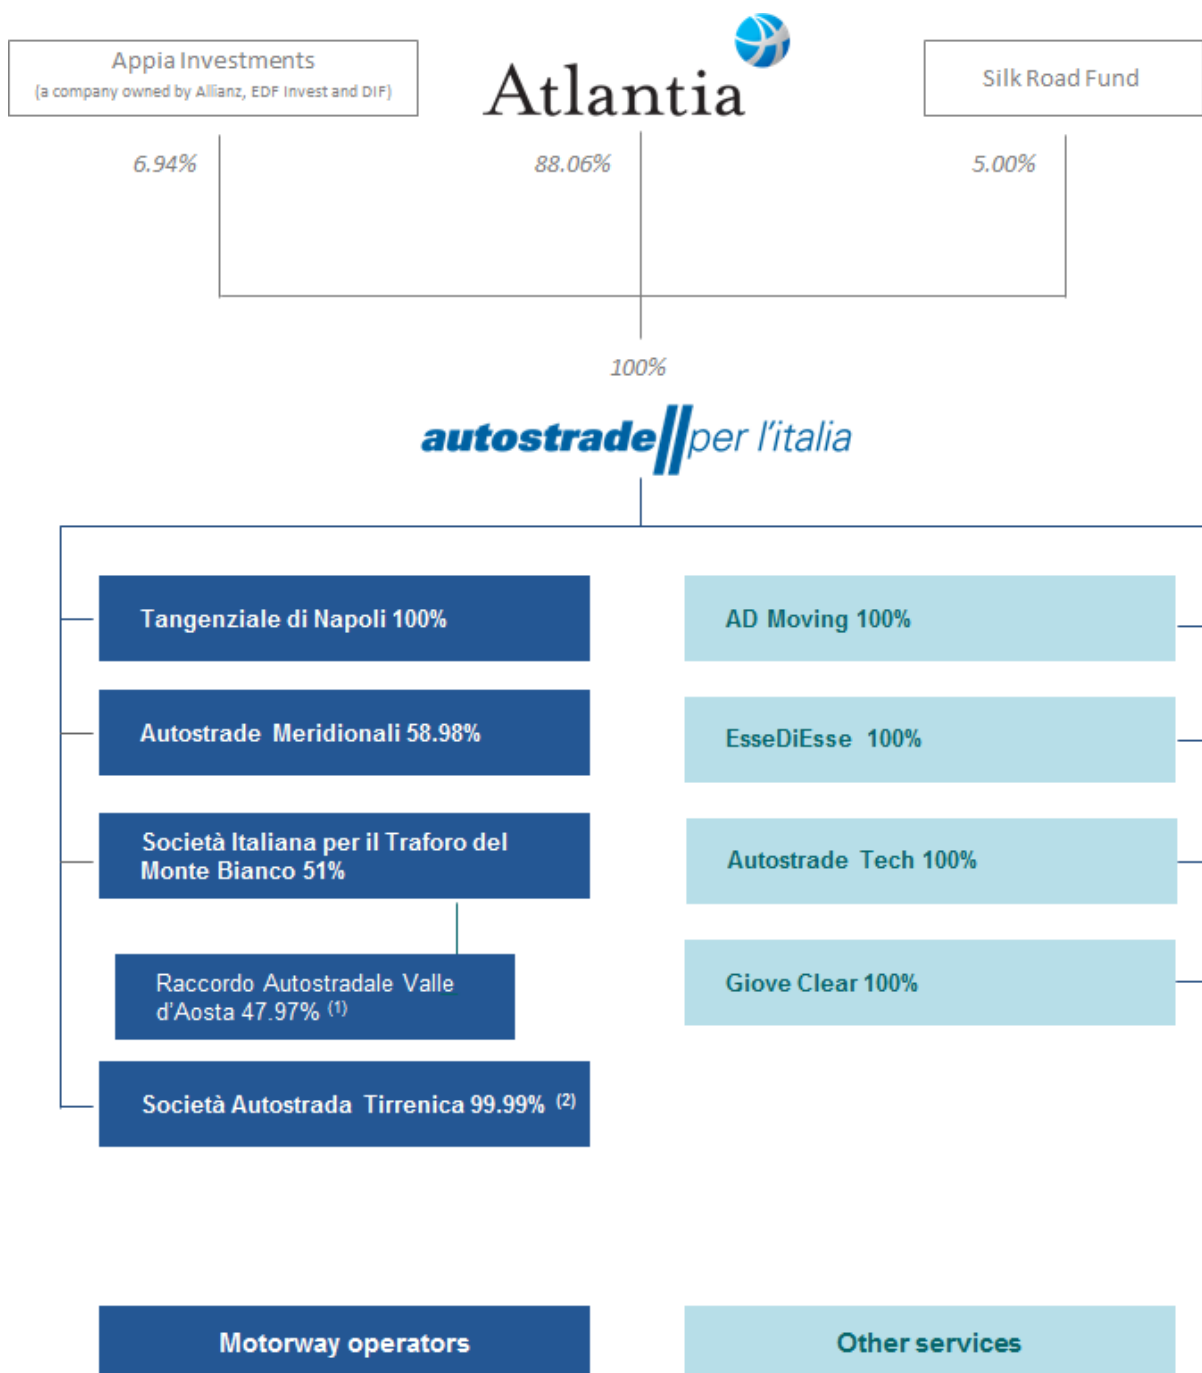 Appia Investments
(a company owned by Allianz, EDF Invest and DIF)
Atlantia
Silk Road Fund
6.94%
88.06%
5.00%
100%
autostrade per l'italia
Tangenziale di Napoli 100%
Autostrade Meridionali 58.98%
Società Italiana per il Traforo del
Monte Bianco 51%
Raccordo Autostradale Valle
d'Aosta 47.97% (1)
Società Autostrada Tirrenica 99.99% (2)
AD Moving 100%
EsseDiEsse 100%
Autostrade Tech 100%
Giove Clear 100%
Motorway operators
Other services